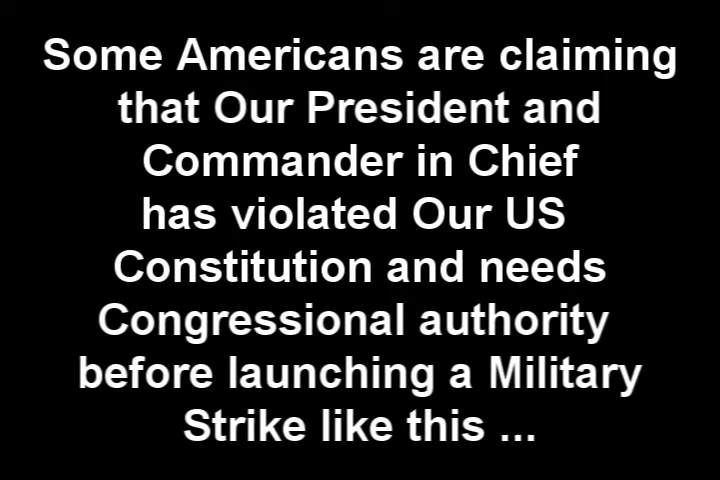 Some Americans are claiming
that Our President and
Commander in Chief
has violated Our US
Constitution and needs
Congressional authority
before launching a Military
Strike like this ...